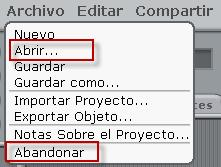 Archivo Editar Compartir
Nuevo
Abrir...
Guardar
Guardar como...
Importar Proyecto...
Exportar Objeto...
Notas Sobre el Proyecto...
Abandonar